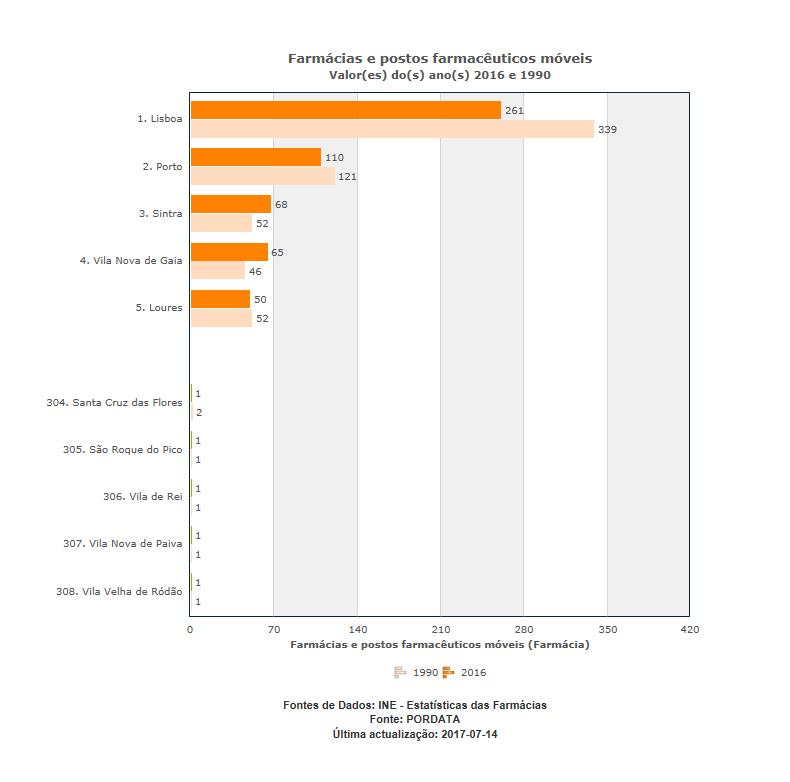 Farmácias e postos farmacêuticos móveis
Valor(es) do(s) ano(s) 2016 e 1990
1. Lisboa
261
339
2. Porto
110
121
3. Sintra
68
52
4. Vila Nova de Gaia
65
46
5. Loures
50
52
304. Santa Cruz das Flores
1
2
305. São Roque do Pico
1
1
306. Vila de Rei
1
1
307. Vila Nova de Paiva
1
1
308. Vila Velha de Ródão
1
1
0 70 140 210 280 350 420
Farmácias e postos farmacêuticos móveis (Farmácia)
1990 2016
Fontes de Dados: INE - Estatísticas das Farmácias
Fonte: PORDATA
Última actualização: 2017-07-14